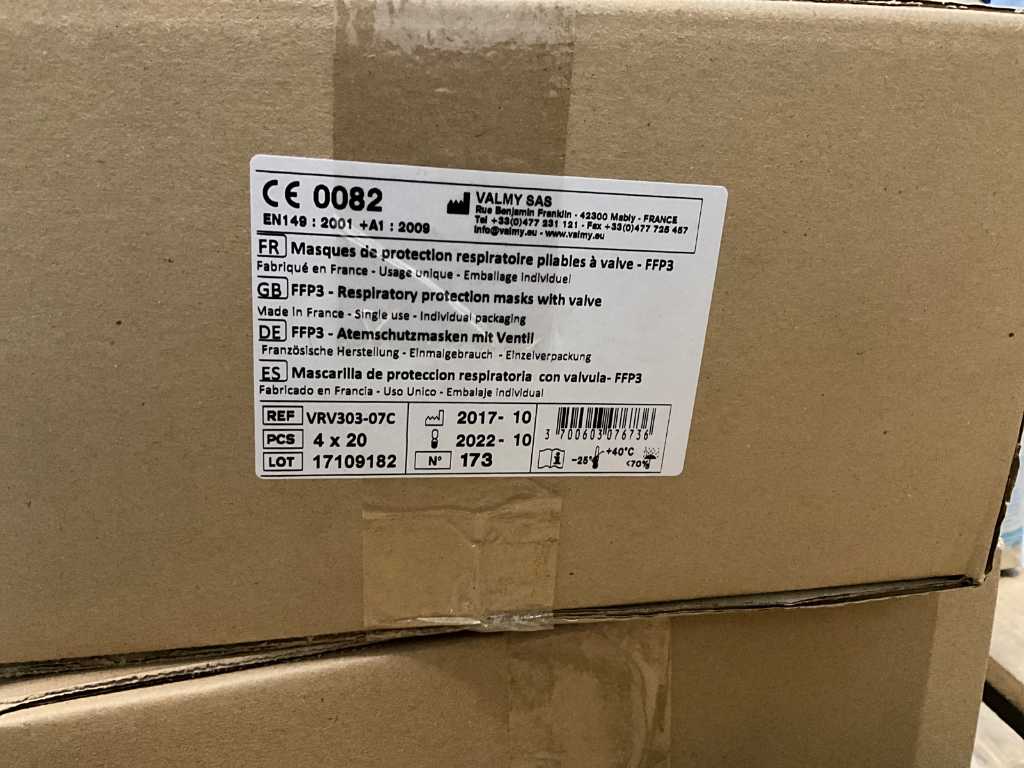 CE 0082
EN149 : 2001 +A1 : 2009
VALMY SAS
Rue Benjamin Franklin - 42300 Mably - FRANCE
Tel +33(0)477 231 121 - Fax +33(0)477 725 457
info@valmy.eu - www.valmy.eu
FR Masques de protection respiratoire pliables à valve - FFP3
Fabriqué en France - Usage unique - Emballage individuel
GB FFP3 - Respiratory protection masks with valve
Made in France - Single use - Individual packaging
DE FFP3 - Atemschutzmasken mit Ventil
Französische Herstellung - Einmalgebrauch - Einzelverpackung
ES Mascarilla de proteccion respiratoria con valvula- FFP3
Fabricado en Francia - Uso Unico - Embalaje individual
REF VRV303-07C
PCS 4 x 20
LOT 17109182
2017- 10
2022- 10
N° 173
3 700603 076736
-25° +40°C <70%